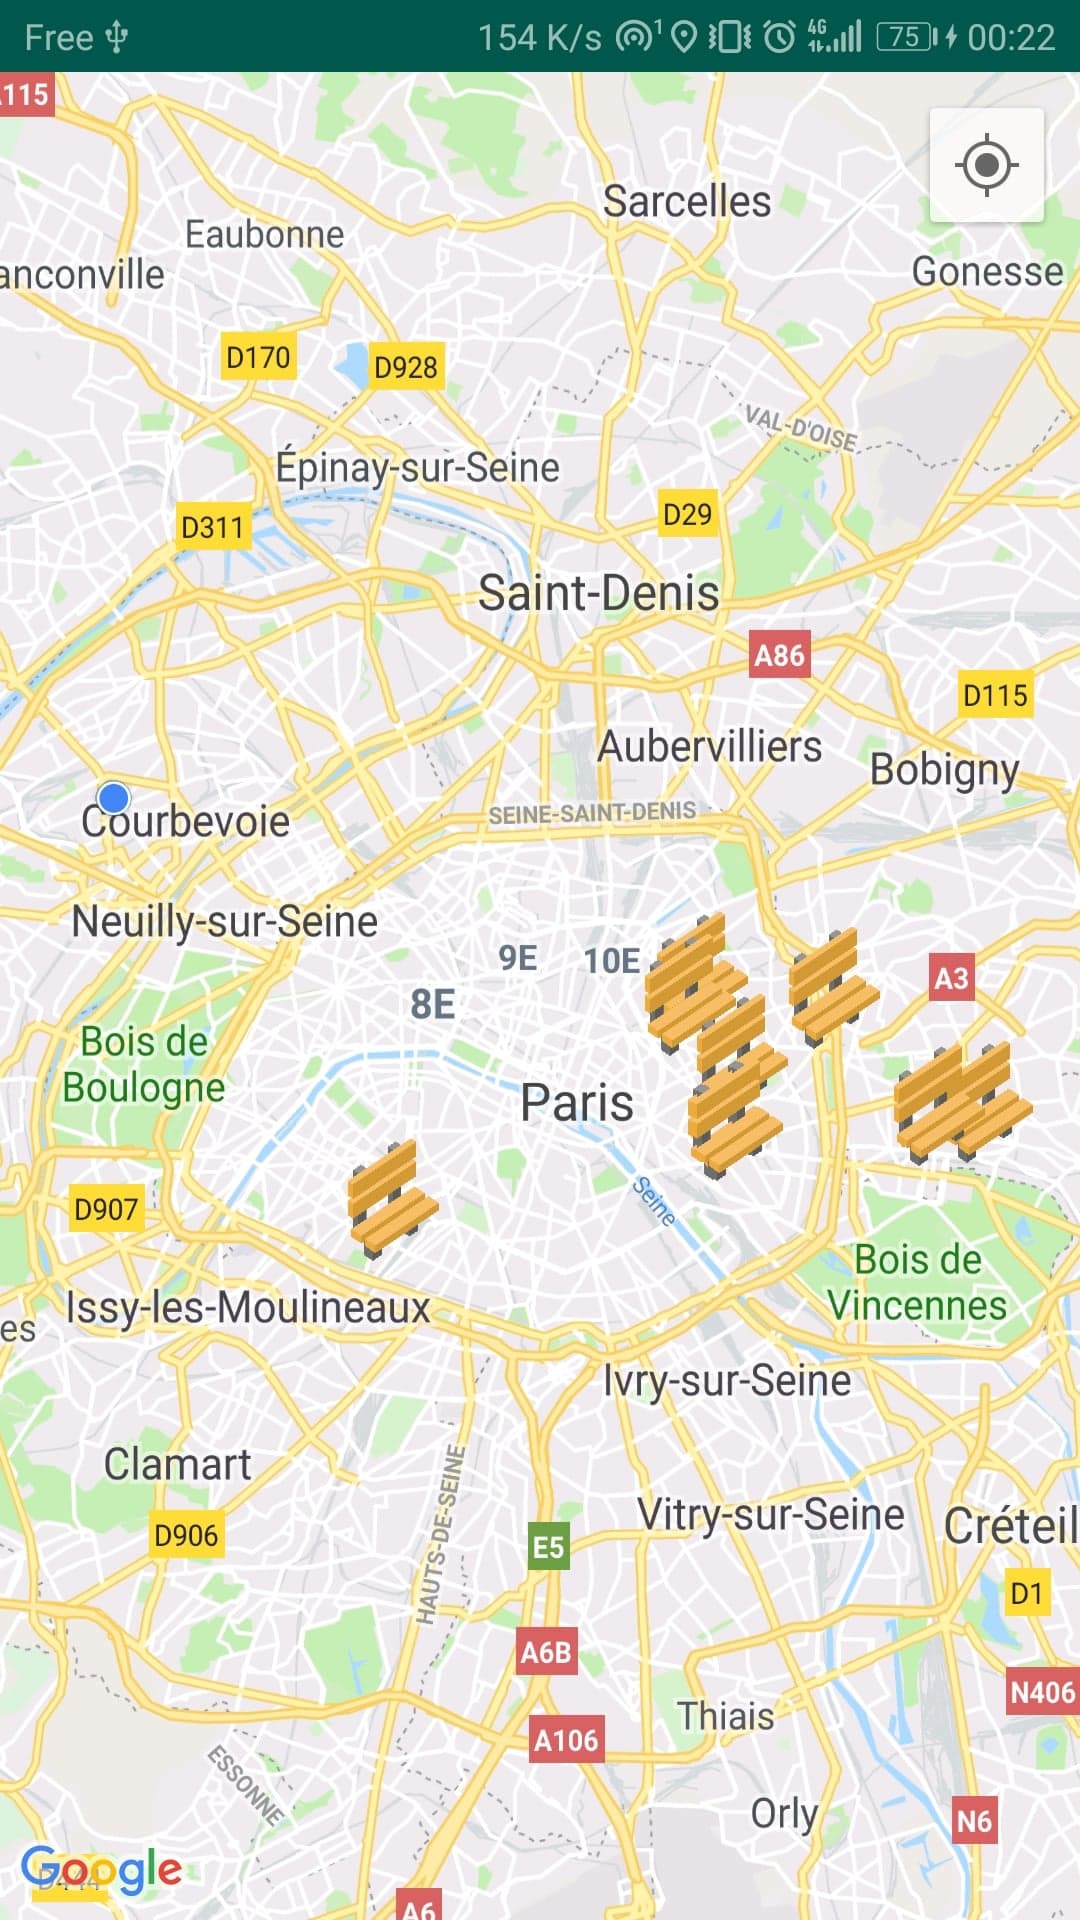 Free 154 K/s 1 4G 75 00:22
115
Sarcelles
Eaubonne
anconville
Gonesse
D170
D928
VAL-D'OISE
Épinay-sur-Seine
D311
D29
Saint-Denis
A86
D115
Aubervilliers
Bobigny
Courbevoie
SEINE-SAINT-DENIS
Neuilly-sur-Seine
9E
10E
A3
8E
Bois de
Boulogne
Paris
Seine
D907
Bois de
Vincennes
Issy-les-Moulineaux
es
Ivry-sur-Seine
Clamart
HAUTS-DE-SEINE
Vitry-sur-Seine
Créteil
D906
E5
D1
A6B
N406
Thiais
A106
ESSONNE
Orly
N6
Google
A6